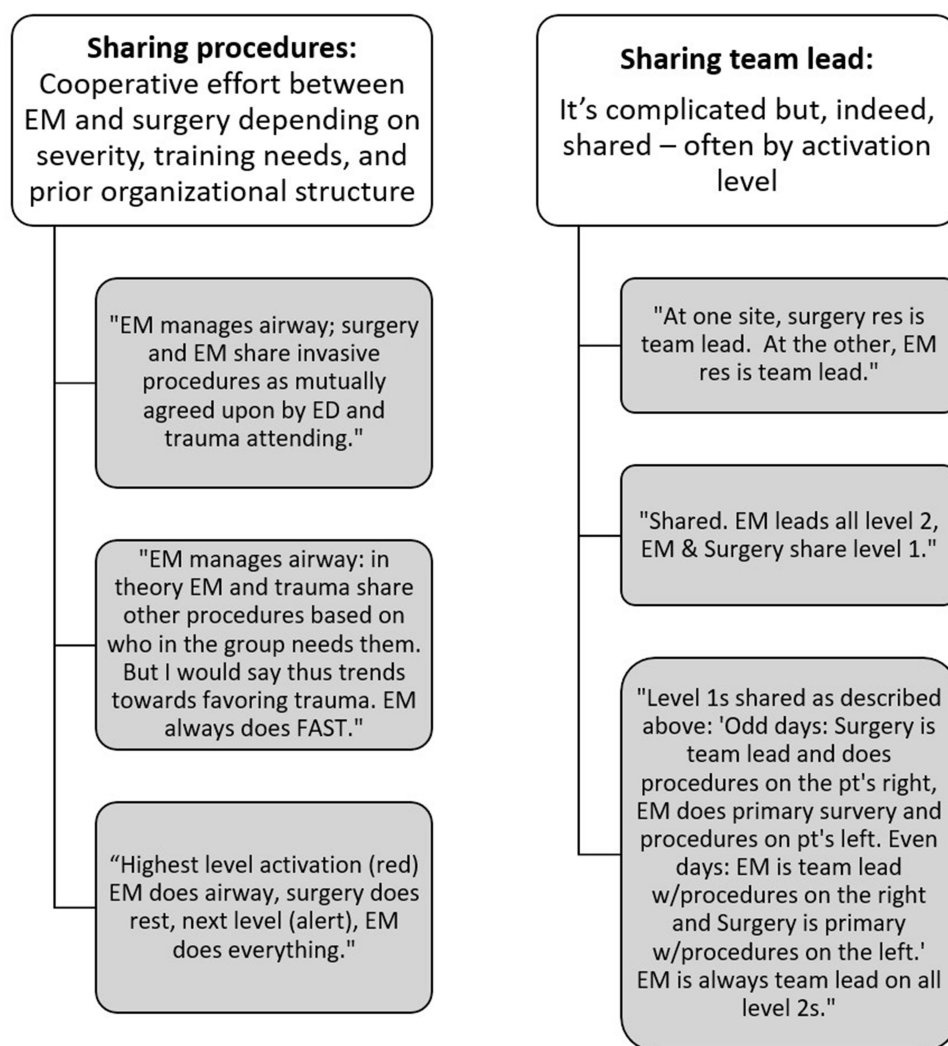 Sharing procedures:
Cooperative effort between
EM and surgery depending on
severity, training needs, and
prior organizational structure
"EM manages airway; surgery
and EM share invasive
procedures as mutually
agreed upon by ED and
trauma attending."
"EM manages airway: in
theory EM and trauma share
other procedures based on
who in the group needs them.
But I would say thus trends
towards favoring trauma. EM
always does FAST."
“Highest level activation (red)
EM does airway, surgery does
rest, next level (alert), EM
does everything."
Sharing team lead:
It’s complicated but, indeed,
shared – often by activation
level
"At one site, surgery res is
team lead.  At the other, EM
res is team lead."
"Shared. EM leads all level 2,
EM & Surgery share level 1."
"Level 1s shared as described
above: 'Odd days: Surgery is
team lead and does
procedures on the pt's right,
EM does primary survery and
procedures on pt's left. Even
days: EM is team lead
w/procedures on the right
and Surgery is primary
w/procedures on the left.'
EM is always team lead on all
level 2s."